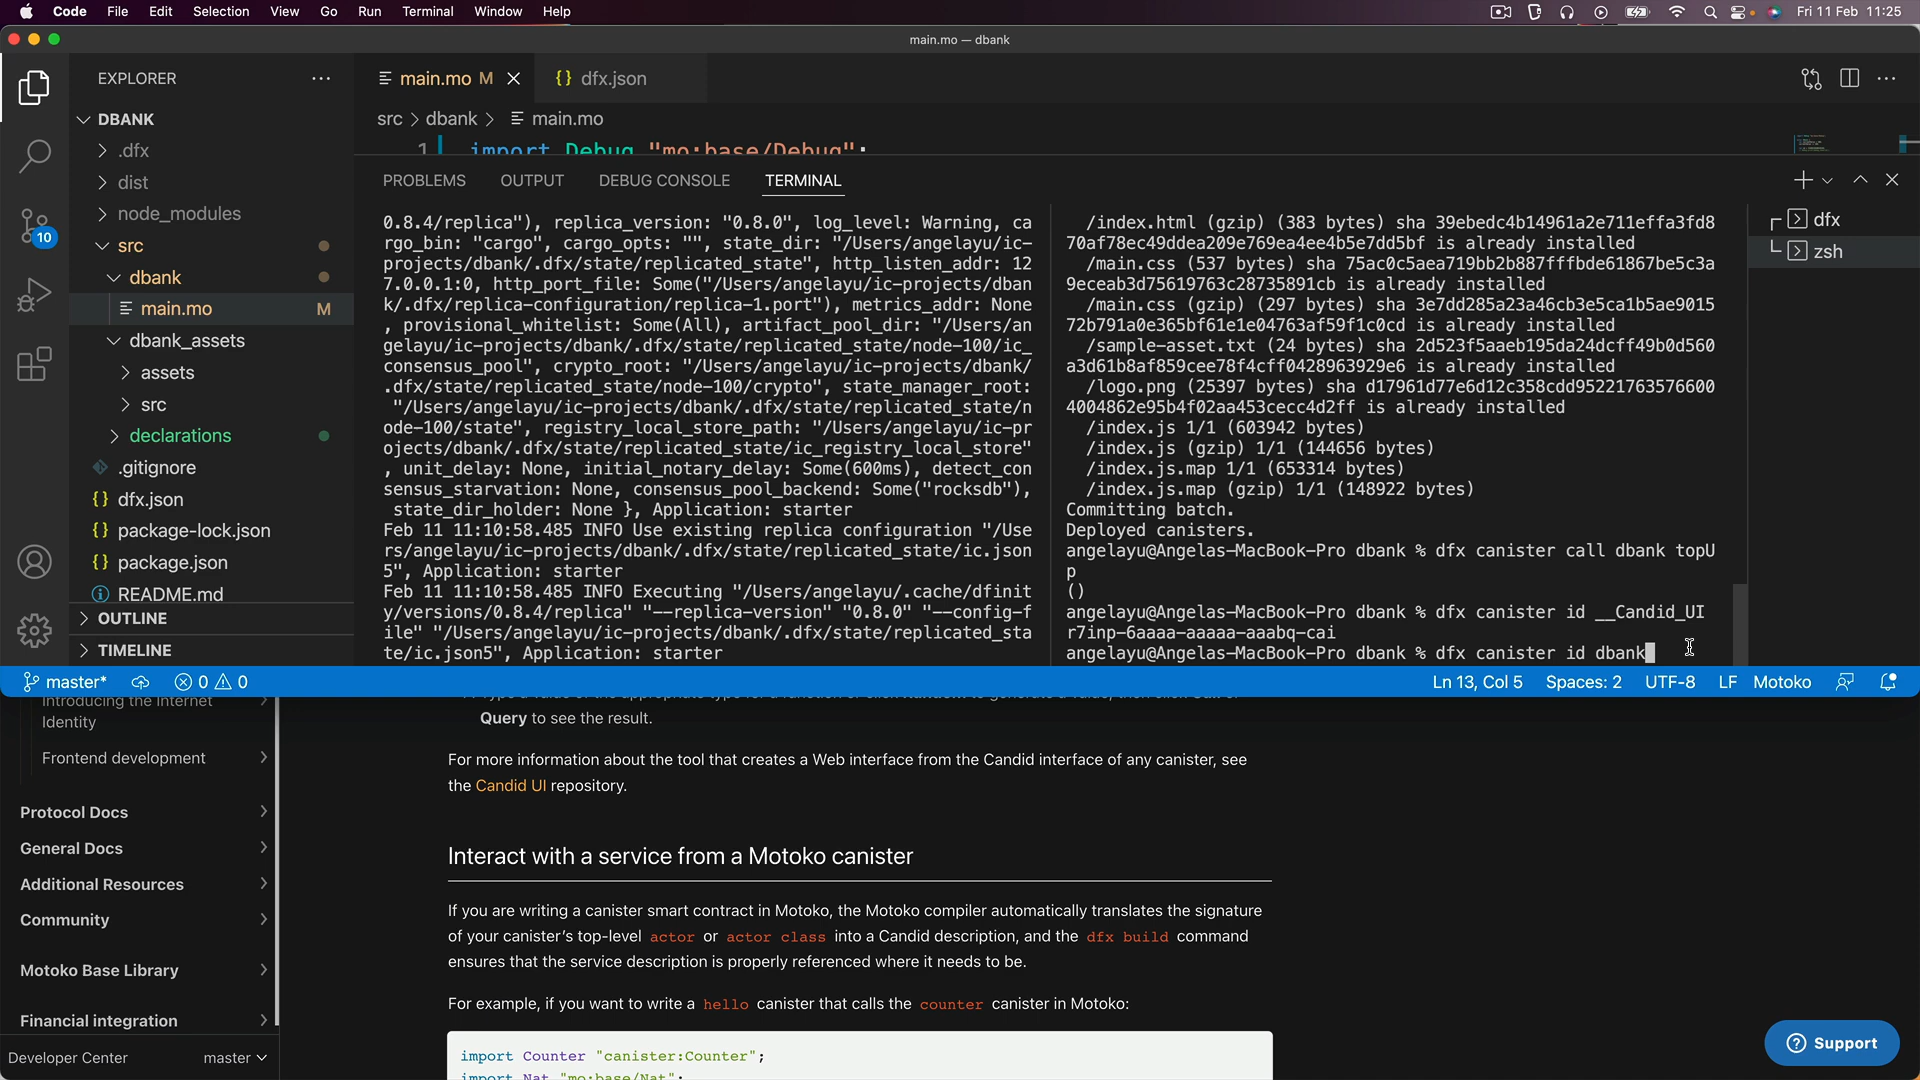 Code File Edit Selection View Go Run Terminal Window Help
Fri 11 Feb 11:25
main.mo — dbank
EXPLORER
main.mo M
{} dfx.json
DBANK
src > dbank > main.mo
.dfx
1 import Debug "mo:base/Debug";
dist
node_modules
src
dbank
main.mo M
dbank_assets
assets
src
declarations
.gitignore
{} dfx.json
{} package-lock.json
{} package.json
README.md
OUTLINE
TIMELINE
10
PROBLEMS OUTPUT DEBUG CONSOLE TERMINAL
0.8.4/replica"), replica_version: "0.8.0", log_level: Warning, ca
rgo_bin: "cargo", cargo_opts: "", state_dir: "/Users/angelayu/ic-
projects/dbank/.dfx/state/replicated_state", http_listen_addr: 12
7.0.0.1:0, http_port_file: Some("/Users/angelayu/ic-projects/dban
k/.dfx/replica-configuration/replica-1.port"), metrics_addr: None
, provisional_whitelist: Some(All), artifact_pool_dir: "/Users/an
gelayu/ic-projects/dbank/.dfx/state/replicated_state/node-100/ic_
consensus_pool", crypto_root: "/Users/angelayu/ic-projects/dbank/
.dfx/state/replicated_state/node-100/crypto", state_manager_root:
"/Users/angelayu/ic-projects/dbank/.dfx/state/replicated_state/n
ode-100/state", registry_local_store_path: "/Users/angelayu/ic-pr
ojects/dbank/.dfx/state/replicated_state/ic_registry_local_store"
, unit_delay: None, initial_notary_delay: Some(600ms), detect_con
sensus_starvation: None, consensus_pool_backend: Some("rocksdb"),
state_dir_holder: None }, Application: starter
Feb 11 11:10:58.485 INFO Use existing replica configuration "/Use
rs/angelayu/ic-projects/dbank/.dfx/state/replicated_state/ic.json
5", Application: starter
Feb 11 11:10:58.485 INFO Executing "/Users/angelayu/.cache/dfinit
y/versions/0.8.4/replica" "--replica-version" "0.8.0" "--config-f
ile" "/Users/angelayu/ic-projects/dbank/.dfx/state/replicated_sta
te/ic.json5", Application: starter
/index.html (gzip) (383 bytes) sha 39ebedc4b14961a2e711effa3fd8
70af78ec49ddea209e769ea4ee4b5e7dd5bf is already installed
/main.css (537 bytes) sha 75ac0c5aea719bb2b887fffbde61867be5c3a
9eceab3d75619763c28735891cb is already installed
/main.css (gzip) (297 bytes) sha 3e7dd285a23a46cb3e5ca1b5ae9015
72b791a0e365bf61e1e04763af59f1c0cd is already installed
/sample-asset.txt (24 bytes) sha 2d523f5aaeb195da24dcff49b0d560
a3d61b8af859cee78f4cff0428963929e6 is already installed
/logo.png (25397 bytes) sha d17961d77e6d12c358cdd95221763576600
4004862e95b4f02aa453cecc4d2ff is already installed
/index.js 1/1 (603942 bytes)
/index.js (gzip) 1/1 (144656 bytes)
/index.js.map 1/1 (653314 bytes)
/index.js.map (gzip) 1/1 (148922 bytes)
Committing batch.
Deployed canisters.
angelayu@Angelas-MacBook-Pro dbank % dfx canister call dbank topU
p
()
angelayu@Angelas-MacBook-Pro dbank % dfx canister id __Candid_UI
r7inp-6aaaa-aaaaa-aaabq-cai
angelayu@Angelas-MacBook-Pro dbank % dfx canister id dbank
dfx
zsh
master* 0 0
Ln 13, Col 5 Spaces: 2 UTF-8 LF Motoko
Introducing the Internet
Identity
Frontend development
Protocol Docs
General Docs
Additional Resources
Community
Motoko Base Library
Financial integration
Developer Center master
Query to see the result.
For more information about the tool that creates a Web interface from the Candid interface of any canister, see
the Candid UI repository.
Interact with a service from a Motoko canister
If you are writing a canister smart contract in Motoko, the Motoko compiler automatically translates the signature
of your canister's top-level actor or actor class into a Candid description, and the dfx build command
ensures that the service description is properly referenced where it needs to be.
For example, if you want to write a hello canister that calls the counter canister in Motoko:
import Counter "canister:Counter";
import Nat "mo:base/Nat";
Support